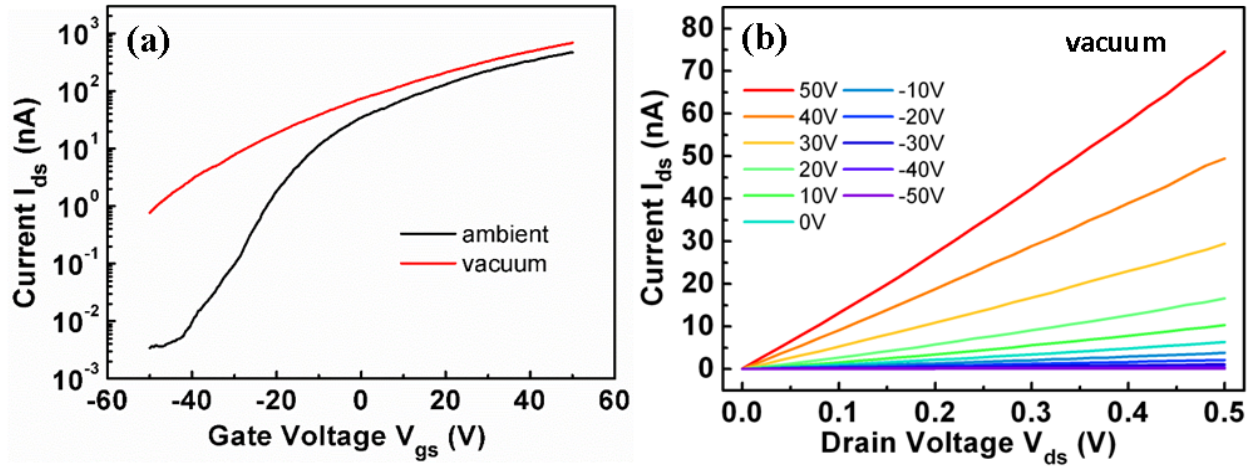 (a)
10³
10²
10¹
10⁰
10⁻¹
10⁻²
10⁻³
Current I_ds (nA)
ambient
vacuum
-60 -40 -20 0 20 40 60
Gate Voltage V_gs (V)
(b)
vacuum
80
70
60
50
40
30
20
10
0
Current I_ds (nA)
50V -10V
40V -20V
30V -30V
20V -40V
10V -50V
0V
0.0 0.1 0.2 0.3 0.4 0.5
Drain Voltage V_ds (V)